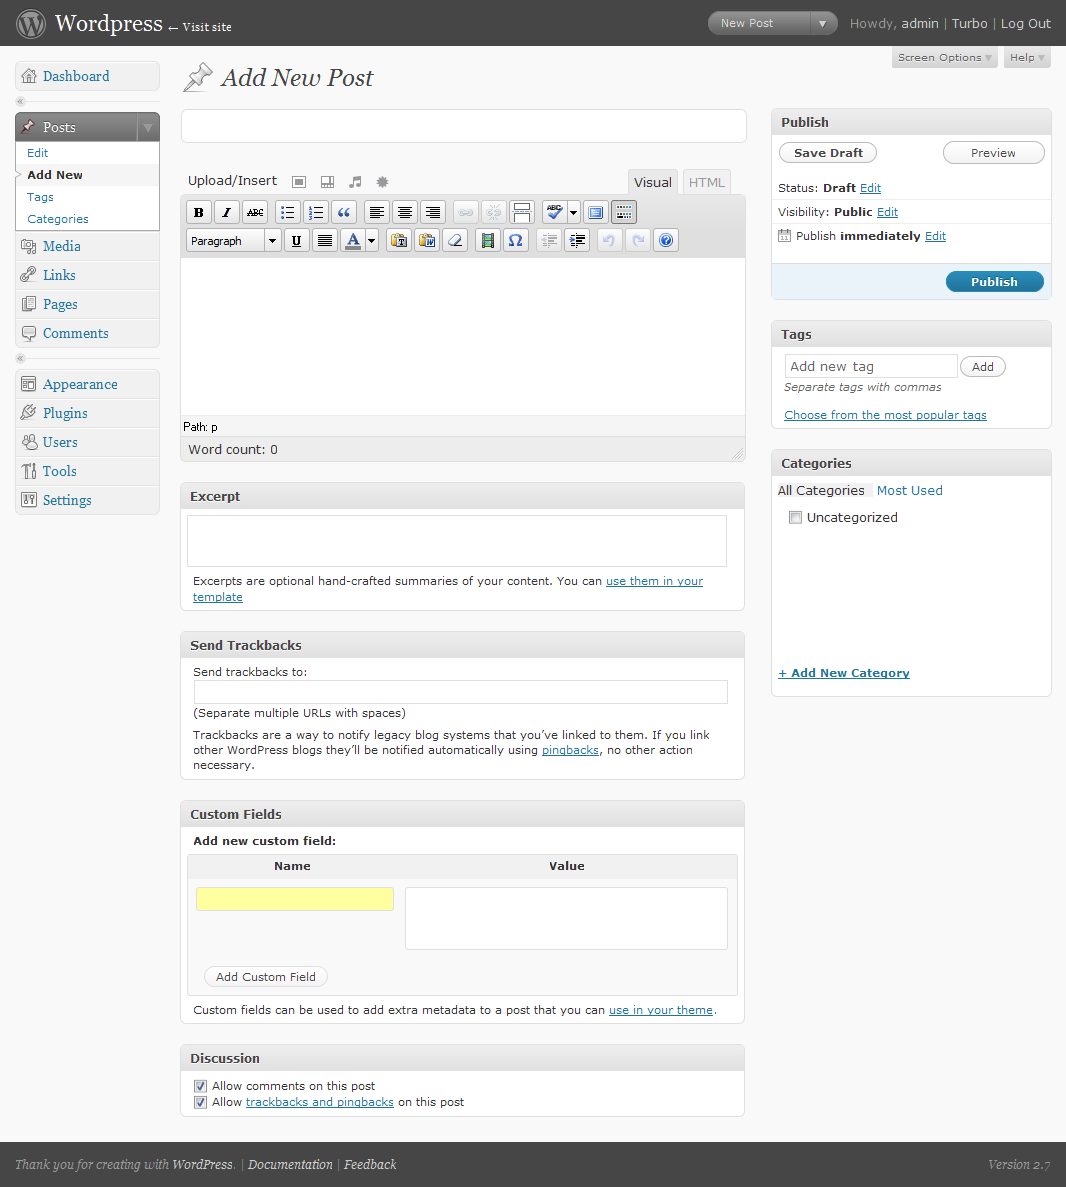 Wordpress ← Visit site
New Post
Howdy, admin | Turbo | Log Out
Screen Options
Help
Dashboard
Posts
Edit
Add New
Tags
Categories
Media
Links
Pages
Comments
Appearance
Plugins
Users
Tools
Settings
Add New Post
Upload/Insert
Visual
HTML
B I ABC ABC
Paragraph U A
Path: p
Word count: 0
Excerpt
Excerpts are optional hand-crafted summaries of your content. You can use them in your
template
Send Trackbacks
Send trackbacks to:
(Separate multiple URLs with spaces)
Trackbacks are a way to notify legacy blog systems that you’ve linked to them. If you link
other WordPress blogs they’ll be notified automatically using pingbacks, no other action
necessary.
Custom Fields
Add new custom field:
Name Value
Add Custom Field
Custom fields can be used to add extra metadata to a post that you can use in your theme.
Discussion
Allow comments on this post
Allow trackbacks and pingbacks on this post
Publish
Save Draft Preview
Status: Draft Edit
Visibility: Public Edit
Publish immediately Edit
Publish
Tags
Add new tag Add
Separate tags with commas
Choose from the most popular tags
Categories
All Categories Most Used
Uncategorized
+ Add New Category
Thank you for creating with WordPress. | Documentation | Feedback
Version 2.7